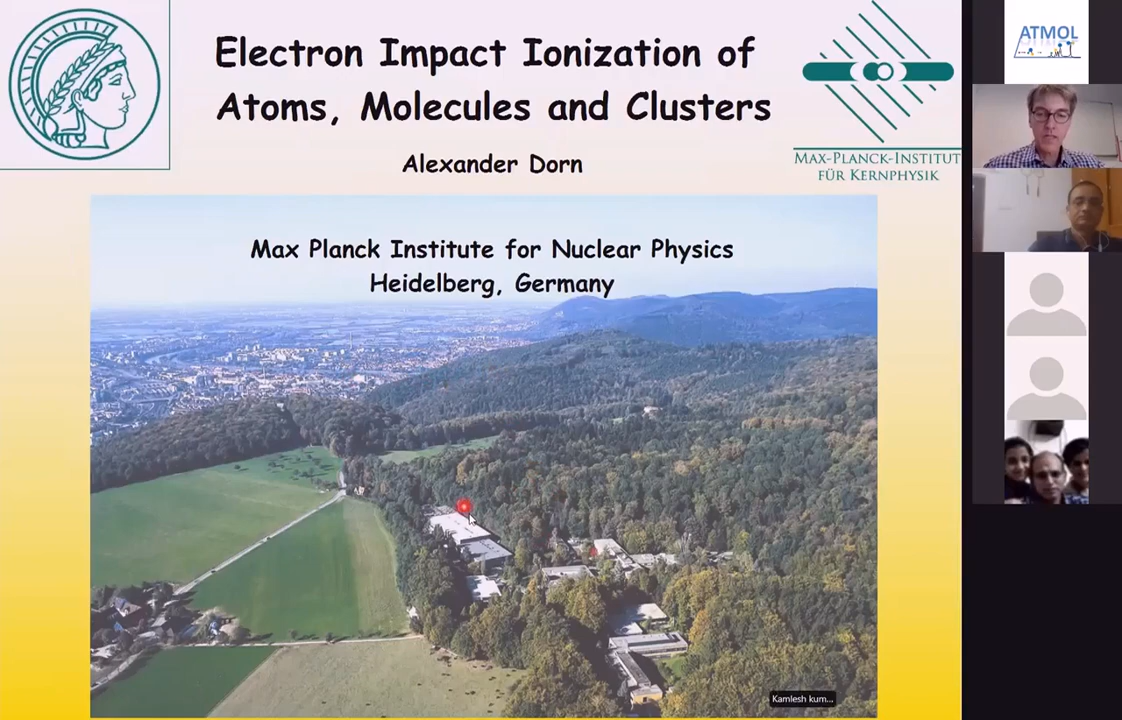 Electron Impact Ionization of
Atoms, Molecules and Clusters
Alexander Dorn
MAX-PLANCK-INSTITUT
FÜR KERNPHYSIK
Max Planck Institute for Nuclear Physics
Heidelberg, Germany
Kamlesh kum...
ATMOL